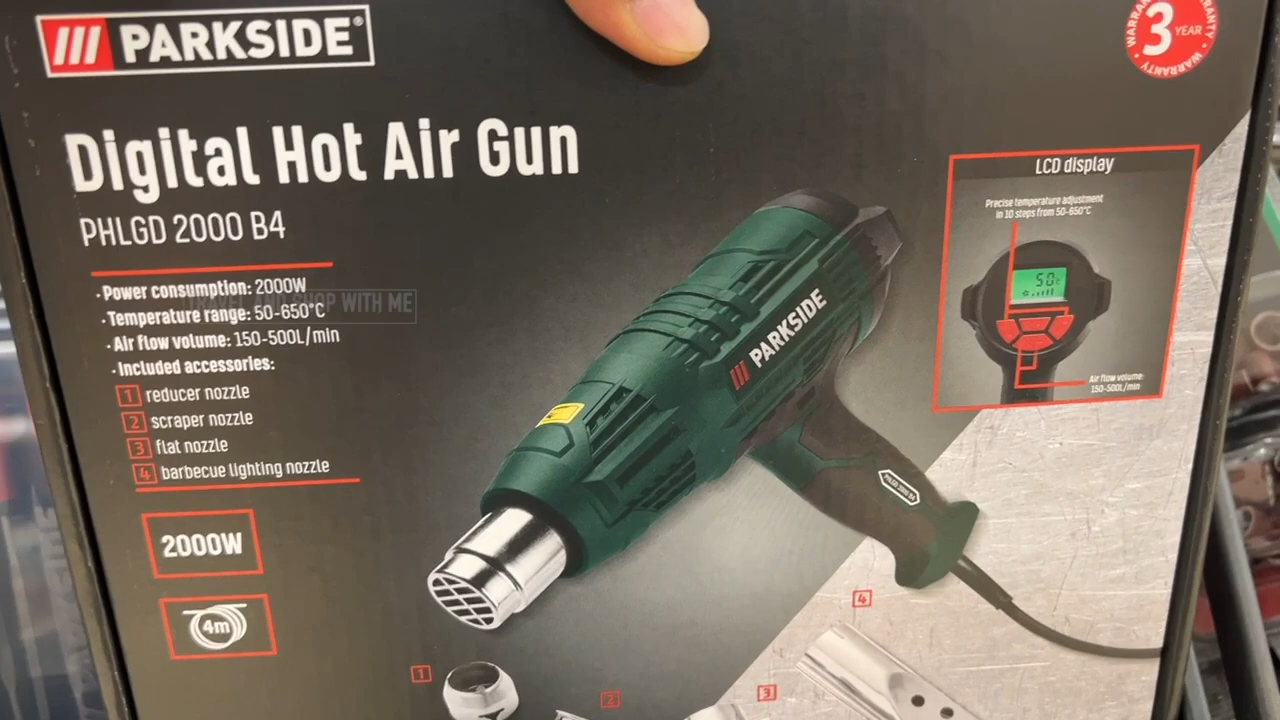 PARKSIDE®
3 YEAR
WARRANTY
WARRANTY
Digital Hot Air Gun
PHLGD 2000 B4
· Power consumption: 2000W
· Temperature range: 50-650°C
· Air flow volume: 150-500L/min
· Included accessories:
1 reducer nozzle
2 scraper nozzle
3 flat nozzle
4 barbecue lighting nozzle
2000W
4m
SHOP WITH ME
LCD display
Precise temperature adjustment
in 10 steps from 50-650°C
50°C
Air flow volume:
150-500L/min
PARKSIDE
PHLGD 2000 B4
1
2
3
4